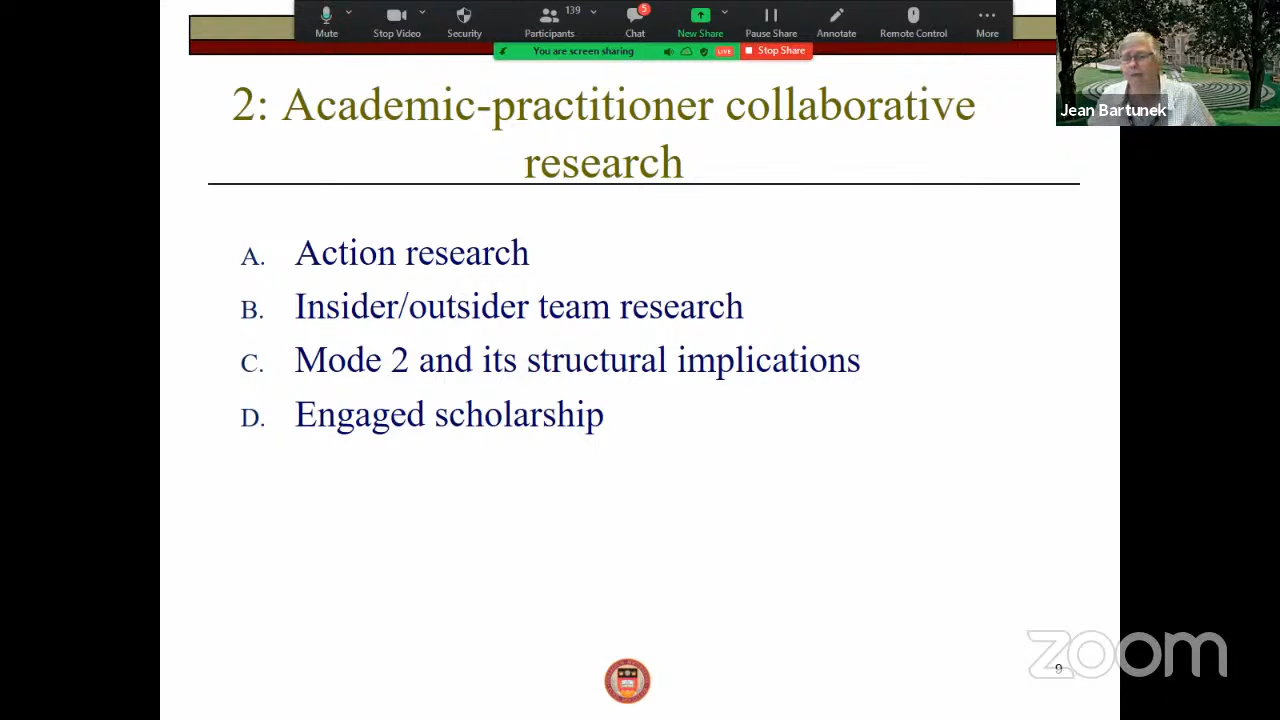 139
5
Mute
Stop Video
Security
Participants
Chat
New Share
Pause Share
Annotate
Remote Control
More
You are screen sharing
LIVE
Stop Share
Jean Bartunek
2: Academic-practitioner collaborative
research
A. Action research
B. Insider/outsider team research
C. Mode 2 and its structural implications
D. Engaged scholarship
zoom
9